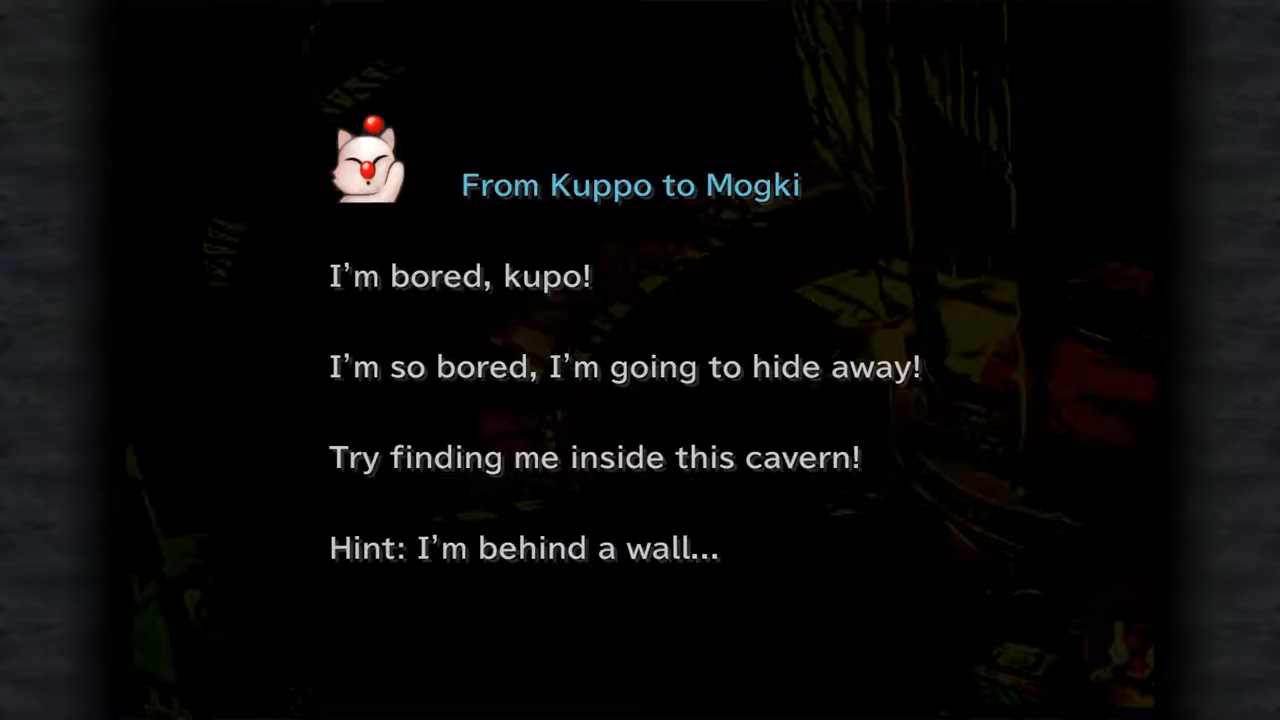 From Kuppo to Mogki
I'm bored, kupo!
I'm so bored, I'm going to hide away!
Try finding me inside this cavern!
Hint: I'm behind a wall...